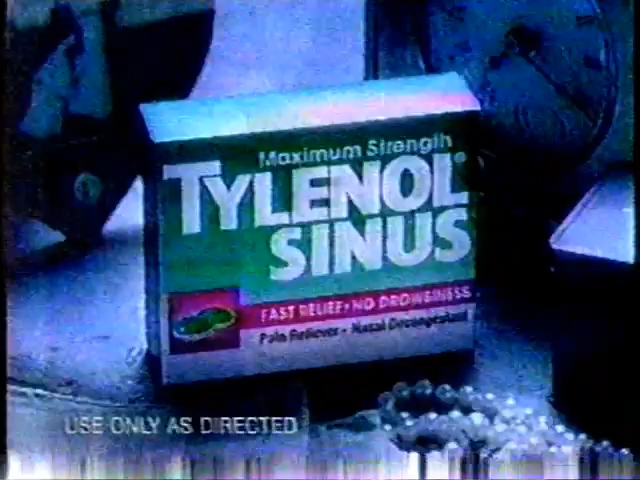 Maximum Strength
TYLENOL®
SINUS
FAST RELIEF • NO DROWSINESS
Pain Reliever • Nasal Decongestant
USE ONLY AS DIRECTED